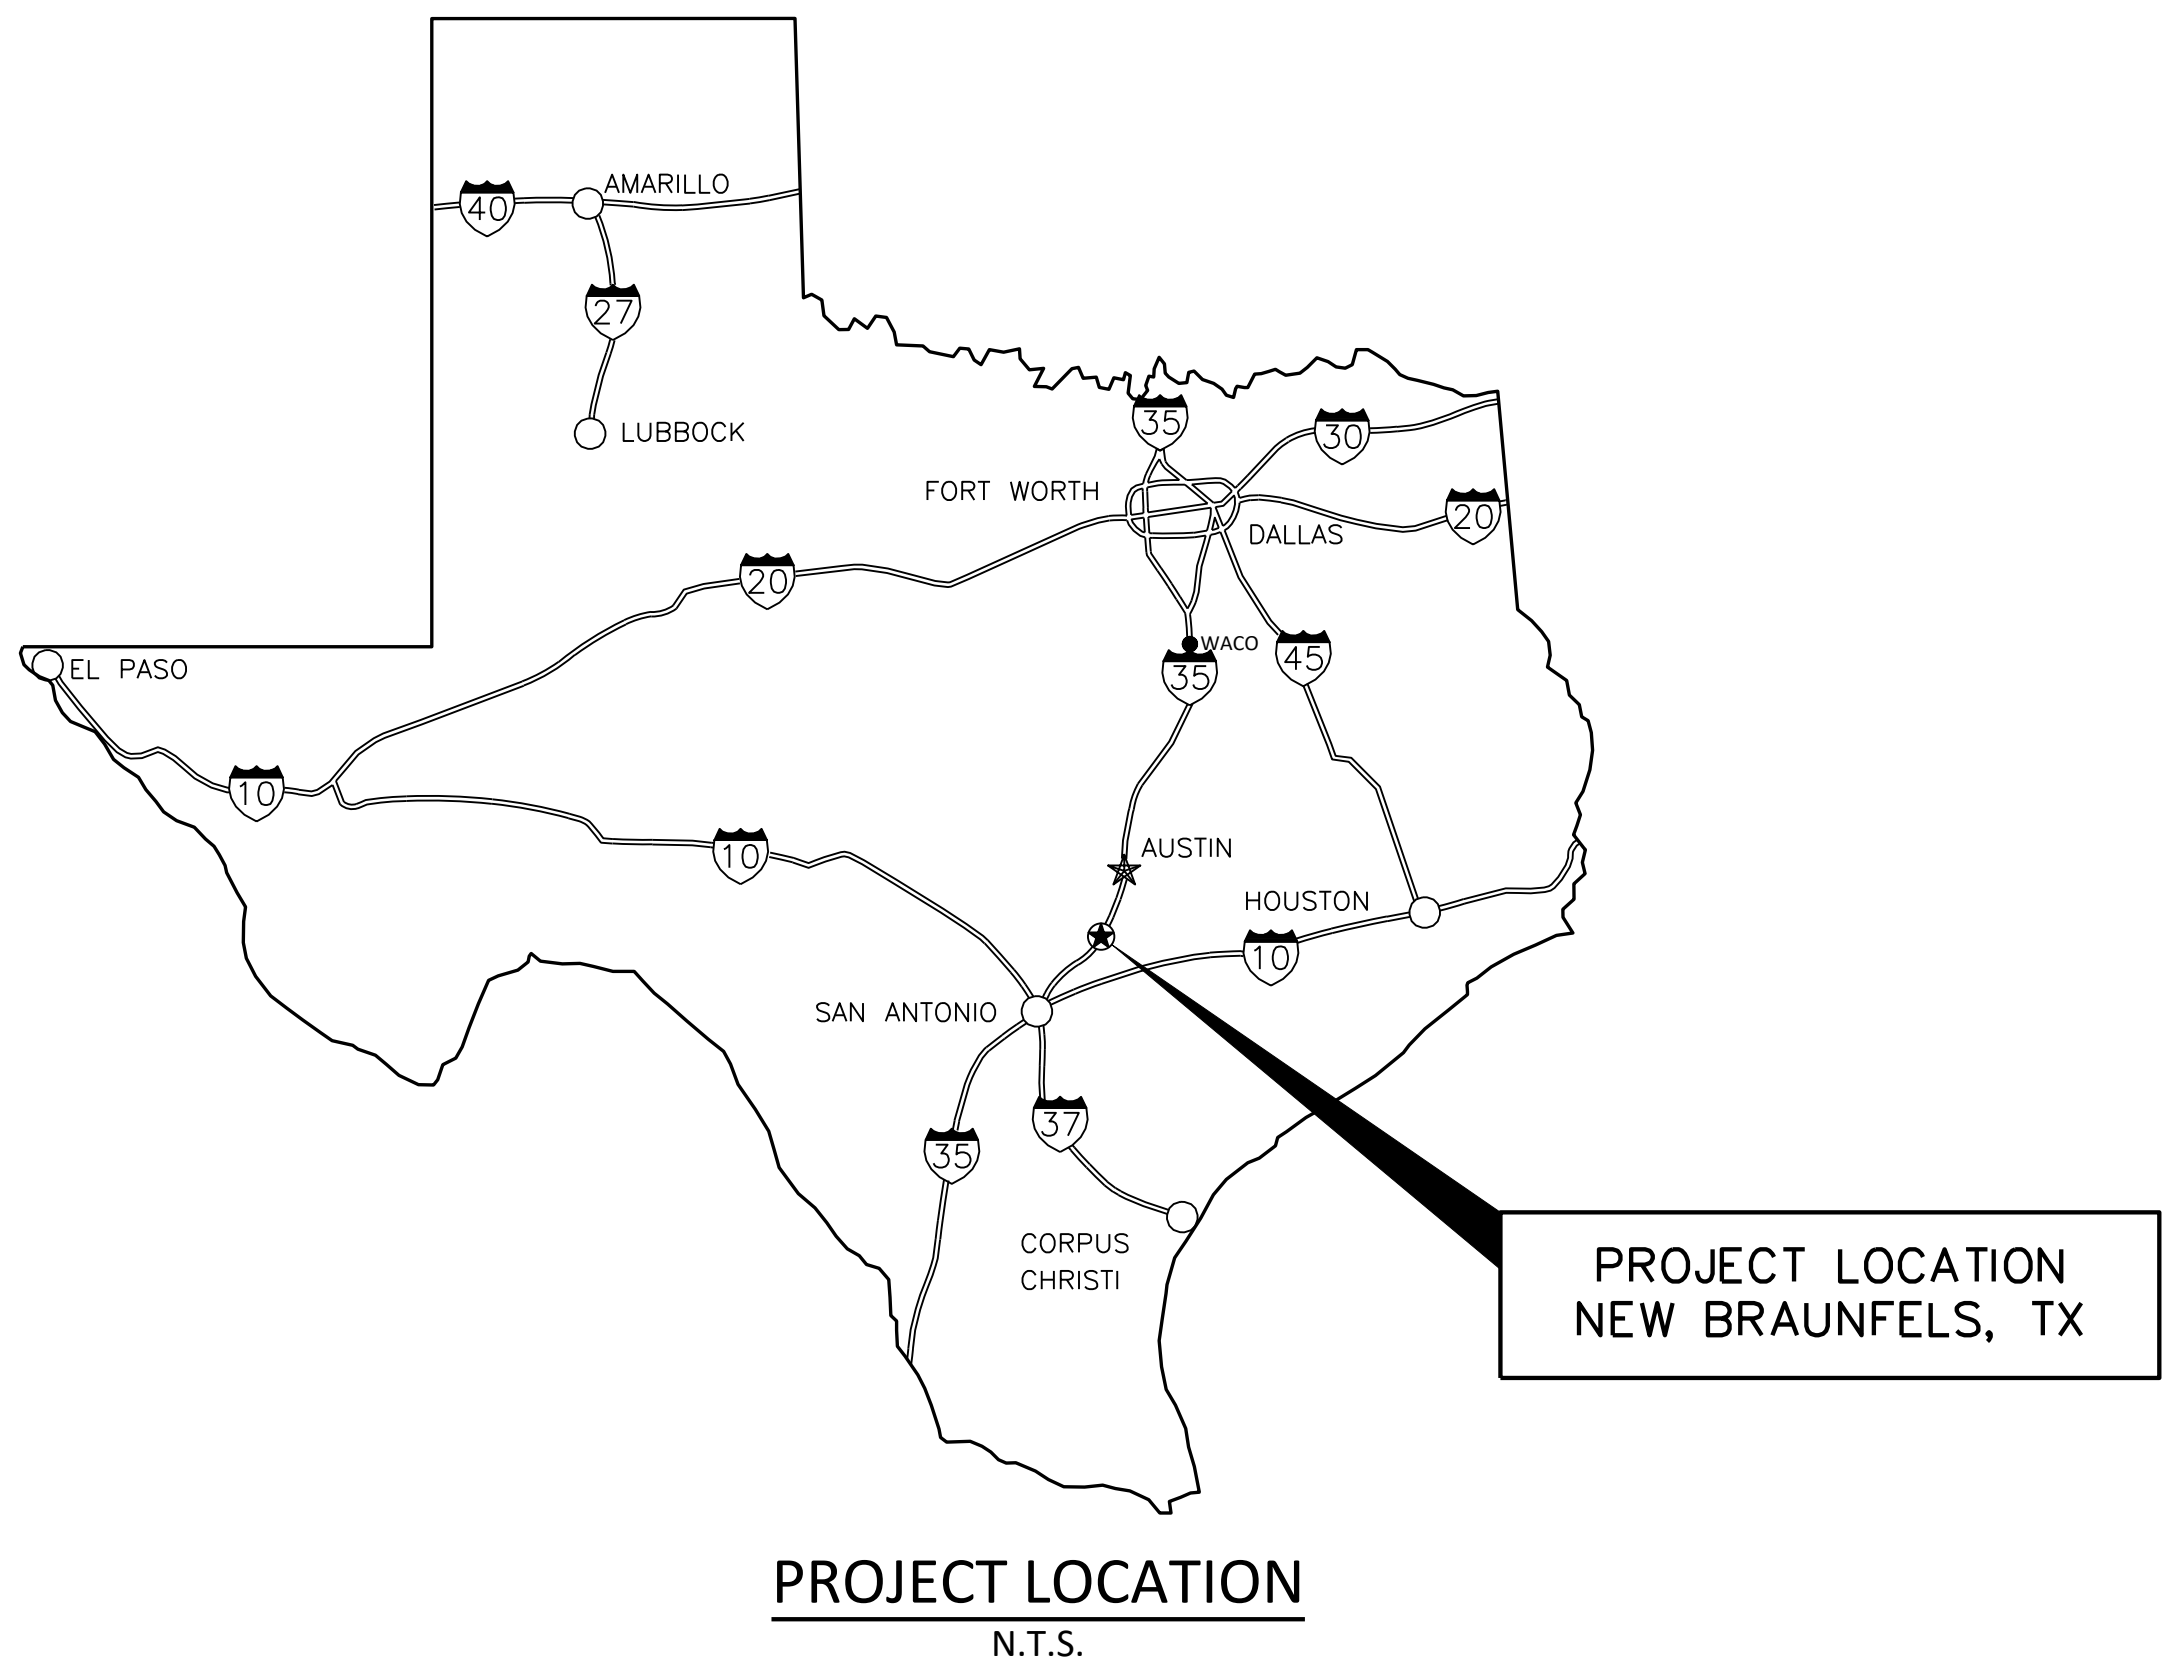 AMARILLO
40
27
LUBBOCK
35
30
FORT WORTH
20
DALLAS
20
WACO
EL PASO
35
45
10
10
AUSTIN
HOUSTON
10
SAN ANTONIO
37
35
CORPUS
CHRISTI
PROJECT LOCATION
NEW BRAUNFELS, TX
PROJECT LOCATION
N.T.S.